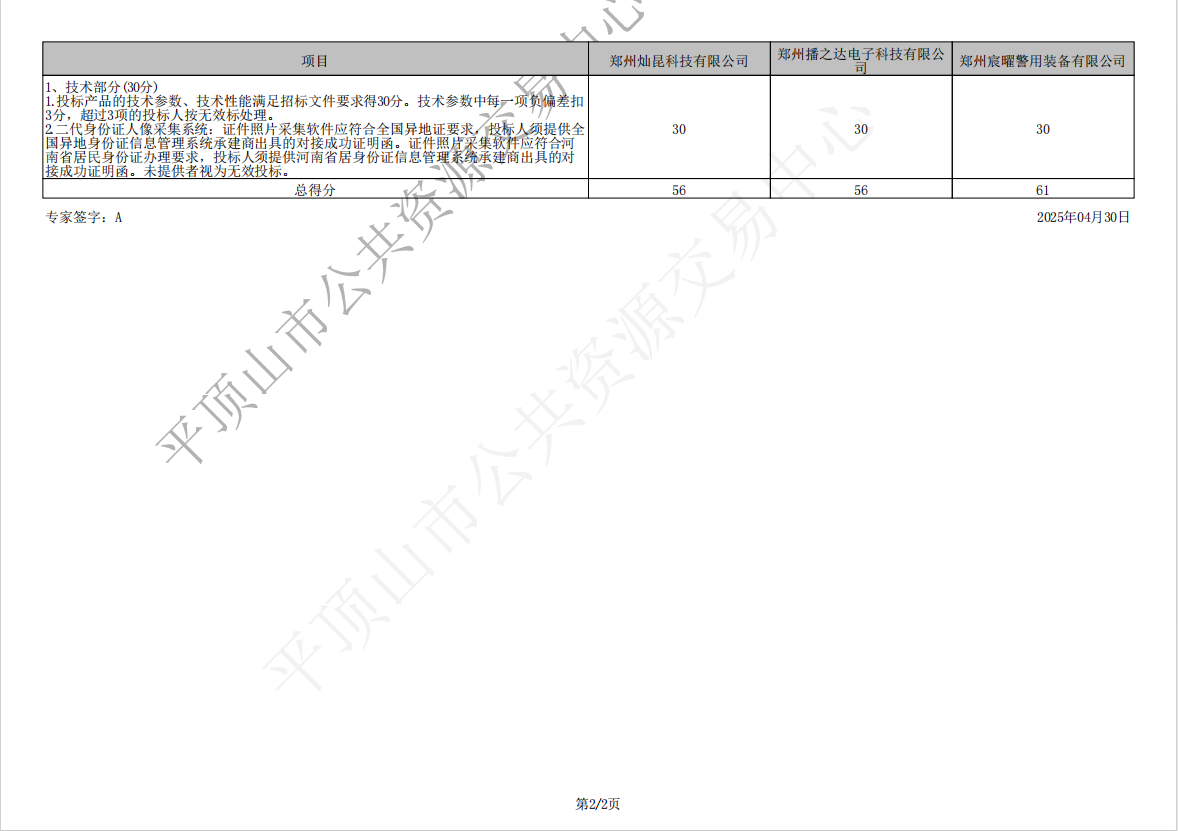 项目
郑州灿昆科技有限公司
郑州播之达电子科技有限公
司
郑州宸曜警用装备有限公司
1、技术部分(30分)
1.投标产品的技术参数、技术性能满足招标文件要求得30分。技术参数中每一项负偏差扣
3分，超过3项的投标人按无效标处理。
2.二代身份证人像采集系统：证件照片采集软件应符合全国异地证要求，投标人须提供全
国异地身份证信息管理系统承建商出具的对接成功证明函。证件照片采集软件应符合河
南省居民身份证办理要求，投标人须提供河南省居身份证信息管理系统承建商出具的对
接成功证明函。未提供者视为无效投标。
30
30
30
总得分
56
56
61
专家签字：A
2025年04月30日
平顶山市公共资源交易中心
平顶山市公共资源交易中心
第2/2页